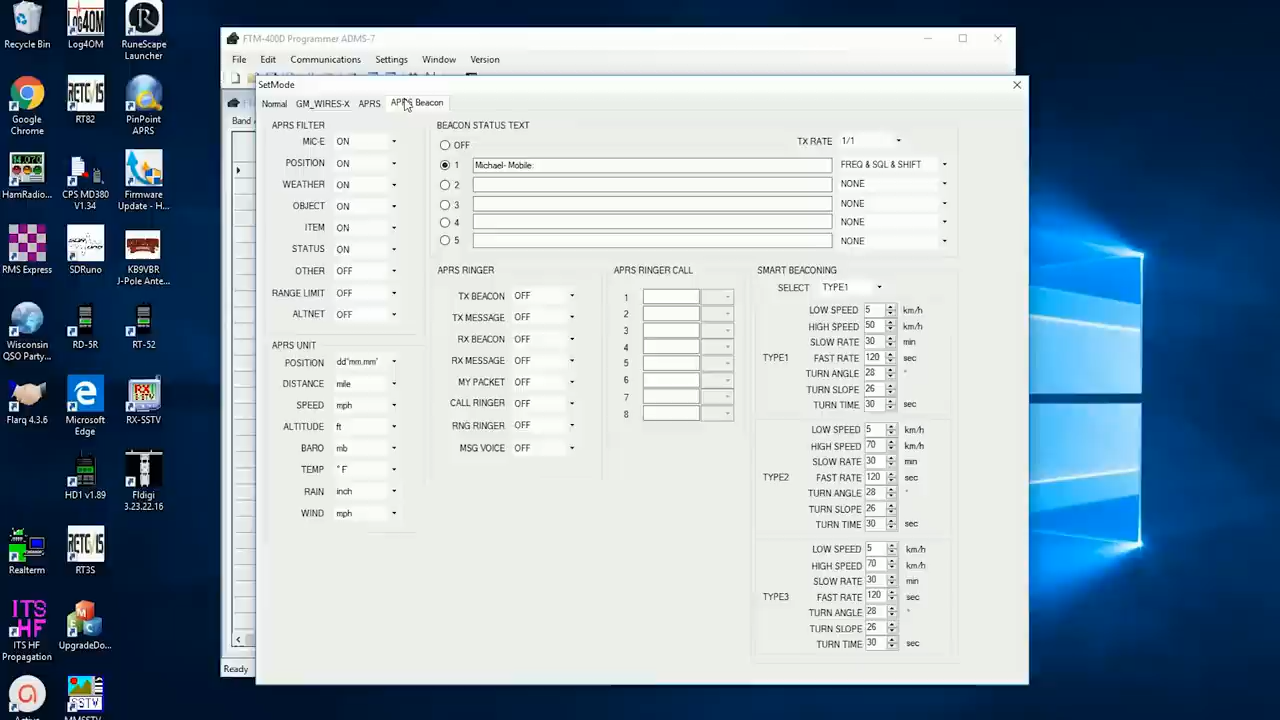 Recycle Bin
Log4OM
RuneScape
Launcher
Google
Chrome
RETEVIS
RT82
PinPoint
APRS
14.070
HamRadio...
CPS MD380
V1.34
Firmware
Update - H...
RMS Express
SDRuno
KB9VBR
J-Pole Ante...
Wisconsin
QSO Party...
RD-5R
RT-52
Flarq 4.3.6
Microsoft
Edge
RX-SSTV
HD1 v1.89
Fldigi
3.23.22.16
Realterm
RETEVIS
RT3S
ITS
HF
ITS HF
Propagation
UpgradeDo...
SSTV
FTM-400D Programmer ADMS-7
File Edit Communications Settings Window Version
Band
Ready
SetMode
Normal GM_WIRES-X APRS APRS Beacon
APRS FILTER
MIC-E ON
POSITION ON
WEATHER ON
OBJECT ON
ITEM ON
STATUS ON
OTHER OFF
RANGE LIMIT OFF
ALTNET OFF
APRS UNIT
POSITION dd°mm.mm'
DISTANCE mile
SPEED mph
ALTITUDE ft
BARO mb
TEMP °F
RAIN inch
WIND mph
BEACON STATUS TEXT
OFF
TX RATE 1/1
1 Michael- Mobile: FREQ & SQL & SHIFT
2 NONE
3 NONE
4 NONE
5 NONE
APRS RINGER
TX BEACON OFF
TX MESSAGE OFF
RX BEACON OFF
RX MESSAGE OFF
MY PACKET OFF
CALL RINGER OFF
RNG RINGER OFF
MSG VOICE OFF
APRS RINGER CALL
1
2
3
4
5
6
7
8
SMART BEACONING
SELECT TYPE1
TYPE1
LOW SPEED 5 km/h
HIGH SPEED 50 km/h
SLOW RATE 30 min
FAST RATE 120 sec
TURN ANGLE 28 °
TURN SLOPE 26
TURN TIME 30 sec
TYPE2
LOW SPEED 5 km/h
HIGH SPEED 70 km/h
SLOW RATE 30 min
FAST RATE 120 sec
TURN ANGLE 28 °
TURN SLOPE 26
TURN TIME 30 sec
TYPE3
LOW SPEED 5 km/h
HIGH SPEED 70 km/h
SLOW RATE 30 min
FAST RATE 120 sec
TURN ANGLE 28 °
TURN SLOPE 26
TURN TIME 30 sec